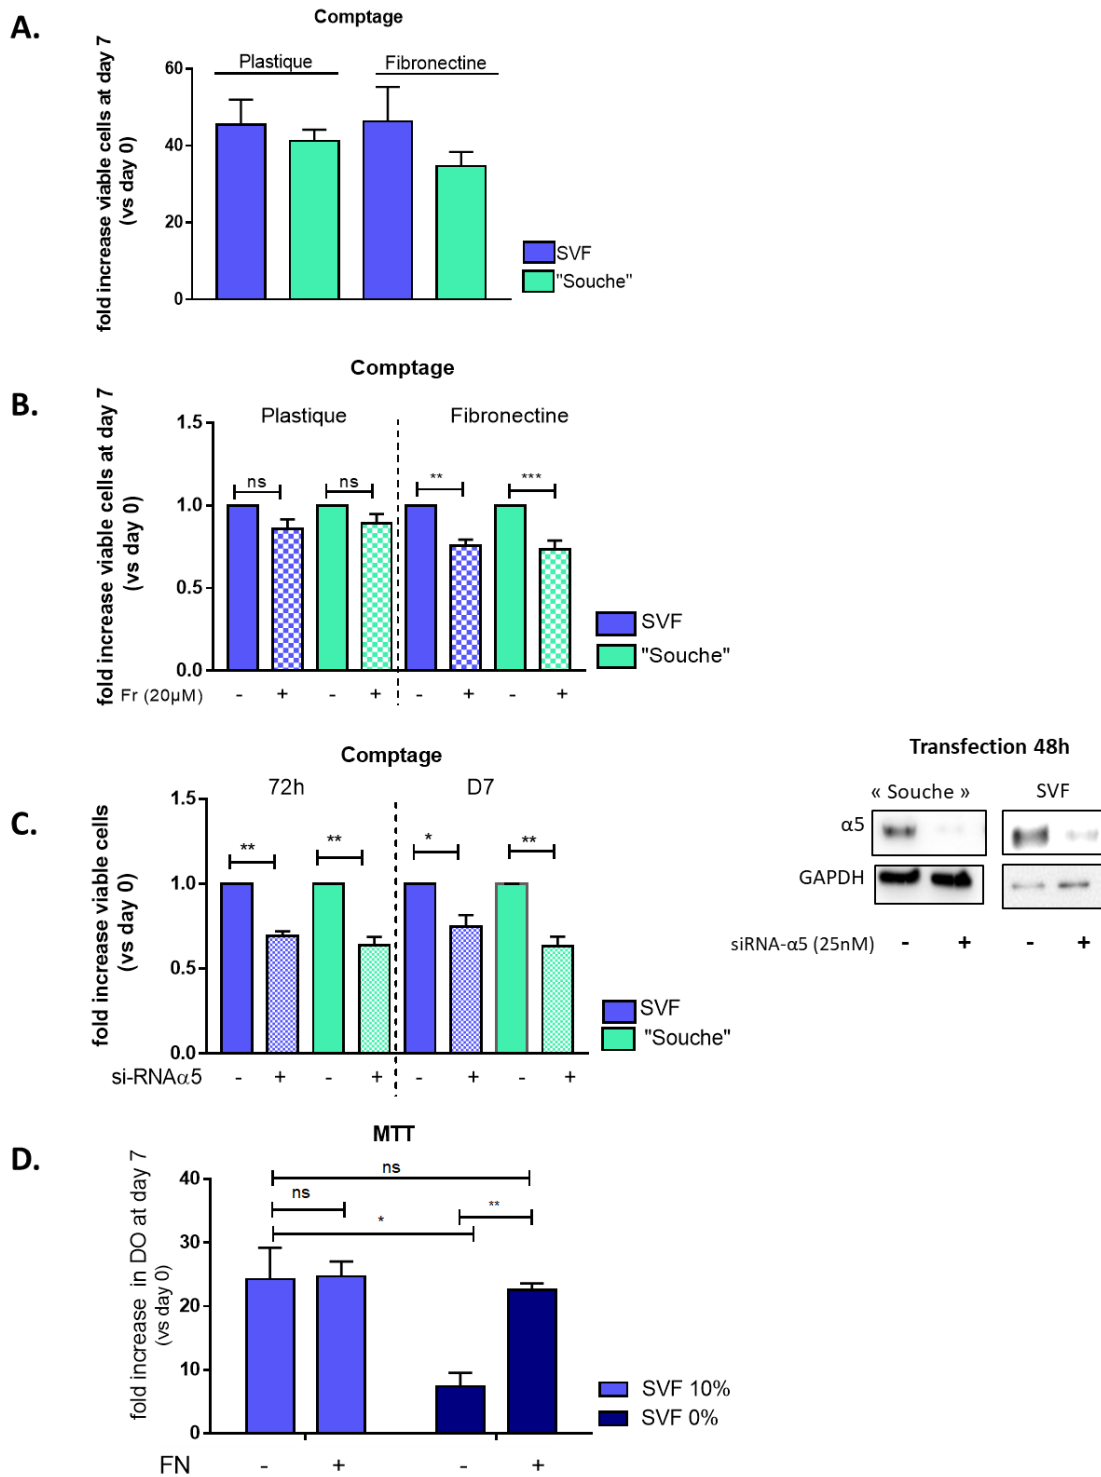 A.
Comptage
fold increase viable cells at day 7
(vs day 0)
60
40
20
0
Plastique
Fibronectine
SVF
"Souche"
B.
Comptage
fold increase viable cells at day 7
(vs day 0)
1.5
1.0
0.5
0.0
Plastique
Fibronectine
ns
ns
**
***
SVF
"Souche"
Fr (20µM) - + - + - + - +
C.
Comptage
fold increase viable cells
(vs day 0)
72h
D7
1.5
1.0
0.5
0.0
**
**
*
**
SVF
"Souche"
si-RNAα5 - + - + - + - +
Transfection 48h
« Souche »
SVF
α5
GAPDH
siRNA-α5 (25nM) - + - +
D.
MTT
fold increase in DO at day 7
(vs day 0)
40
30
20
10
0
ns
ns
*
**
SVF 10%
SVF 0%
FN - + - +